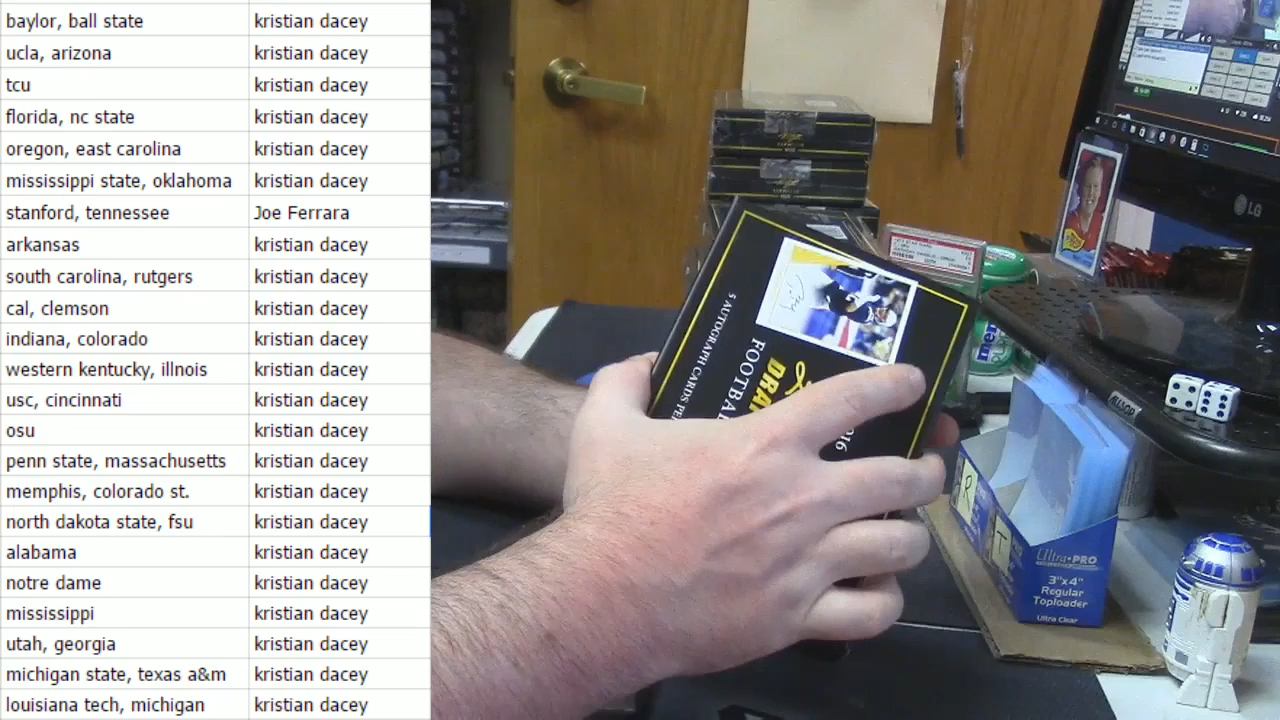 baylor, ball state kristian dacey
ucla, arizona kristian dacey
tcu kristian dacey
florida, nc state kristian dacey
oregon, east carolina kristian dacey
mississippi state, oklahoma kristian dacey
stanford, tennessee Joe Ferrara
arkansas kristian dacey
south carolina, rutgers kristian dacey
cal, clemson kristian dacey
indiana, colorado kristian dacey
western kentucky, illnois kristian dacey
usc, cincinnati kristian dacey
osu kristian dacey
penn state, massachusetts kristian dacey
memphis, colorado st. kristian dacey
north dakota state, fsu kristian dacey
alabama kristian dacey
notre dame kristian dacey
mississippi kristian dacey
utah, georgia kristian dacey
michigan state, texas a&m kristian dacey
louisiana tech, michigan kristian dacey
5 AUTOGRAPH CARDS
LG
ALLSOP
R
T
Ultra•PRO
3"x4"
Regular
Toploader
Ultra Clear